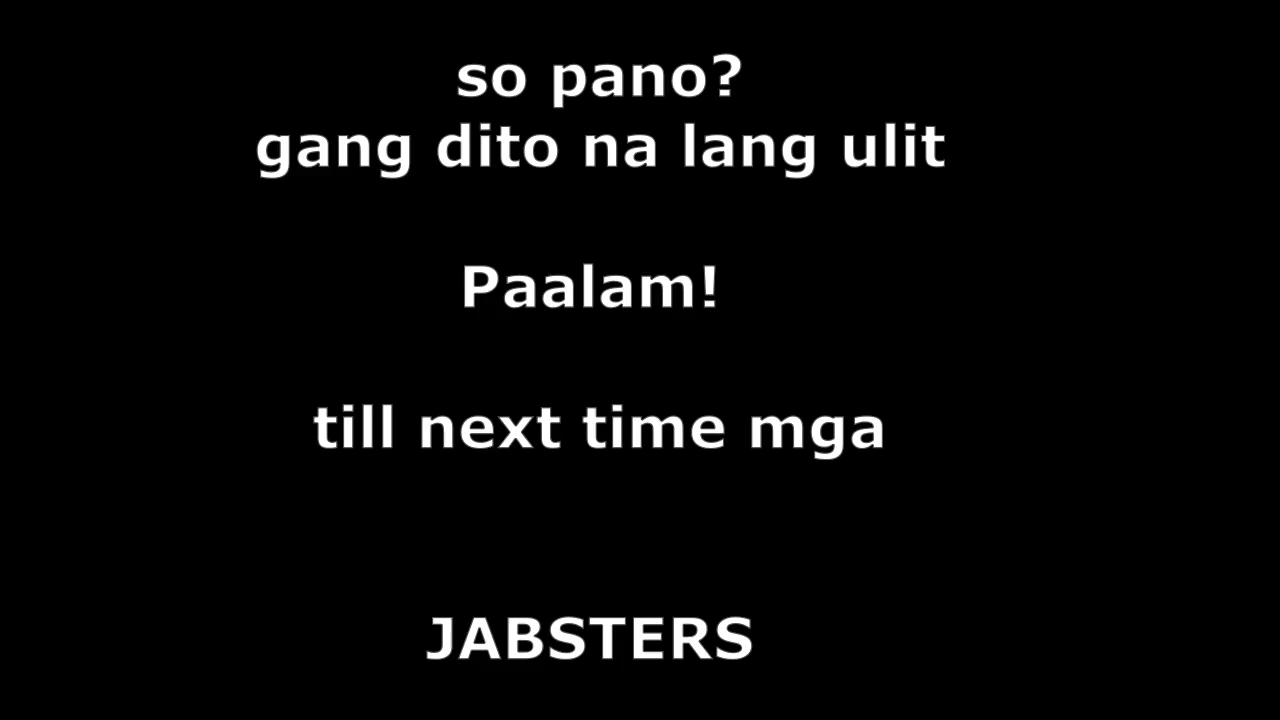 so pano?
gang dito na lang ulit
Paalam!
till next time mga
JABSTERS